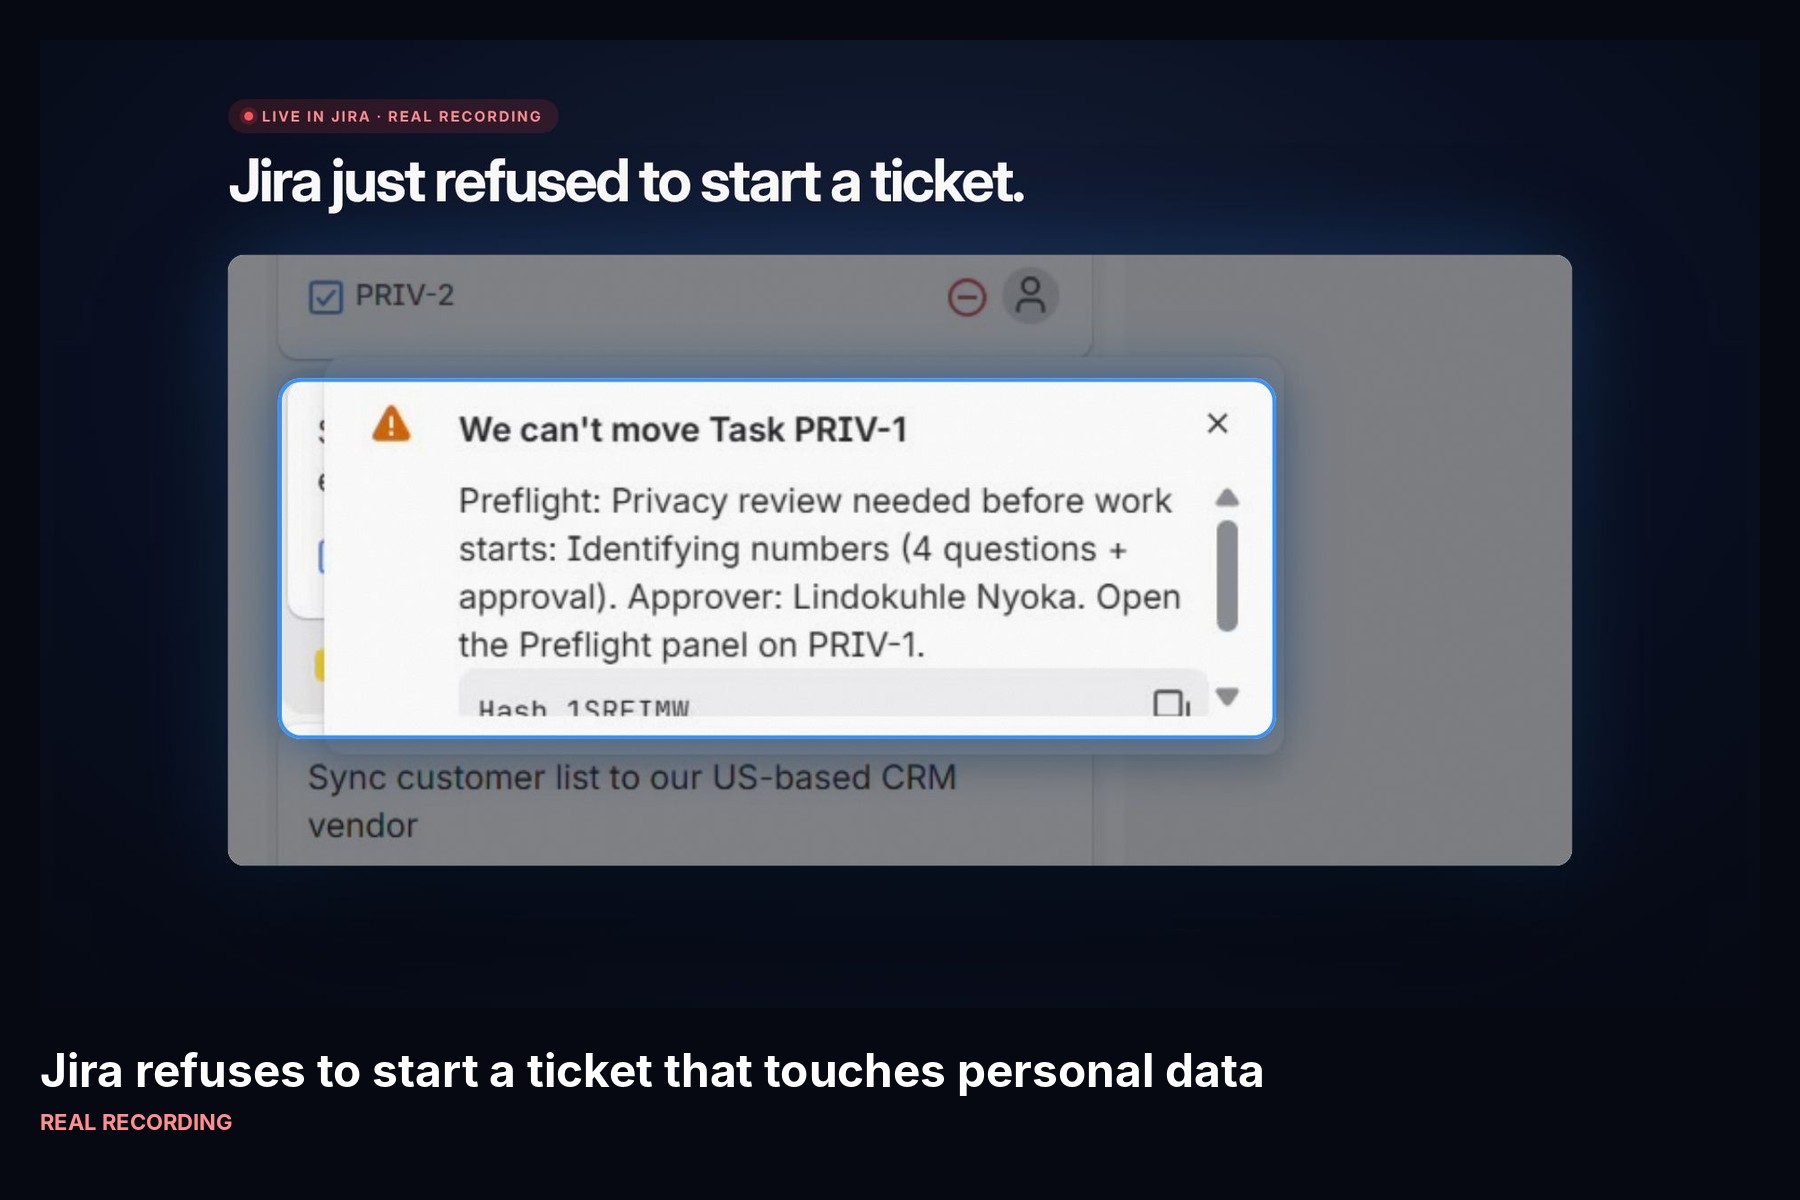 LIVE IN JIRA · REAL RECORDING
Jira just refused to start a ticket.
PRIV-2
We can't move Task PRIV-1
Preflight: Privacy review needed before work
starts: Identifying numbers (4 questions +
approval). Approver: Lindokuhle Nyoka. Open
the Preflight panel on PRIV-1.
Hash
Sync customer list to our US-based CRM
vendor
Jira refuses to start a ticket that touches personal data
REAL RECORDING